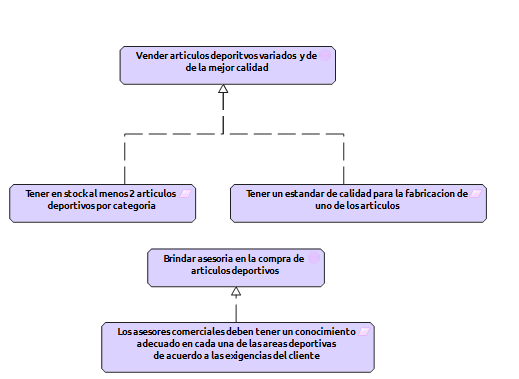 Vender articulos deporitvos variados y de
de la mejor calidad
Tener en stock al menos 2 articulos
deportivos por categoria
Tener un estandar de calidad para la fabricacion de
uno de los articulos
Brindar asesoria en la compra de
articulos deportivos
Los asesores comerciales deben tener un conocimiento
adecuado en cada una de las areas deportivas
de acuerdo a las exigencias del cliente